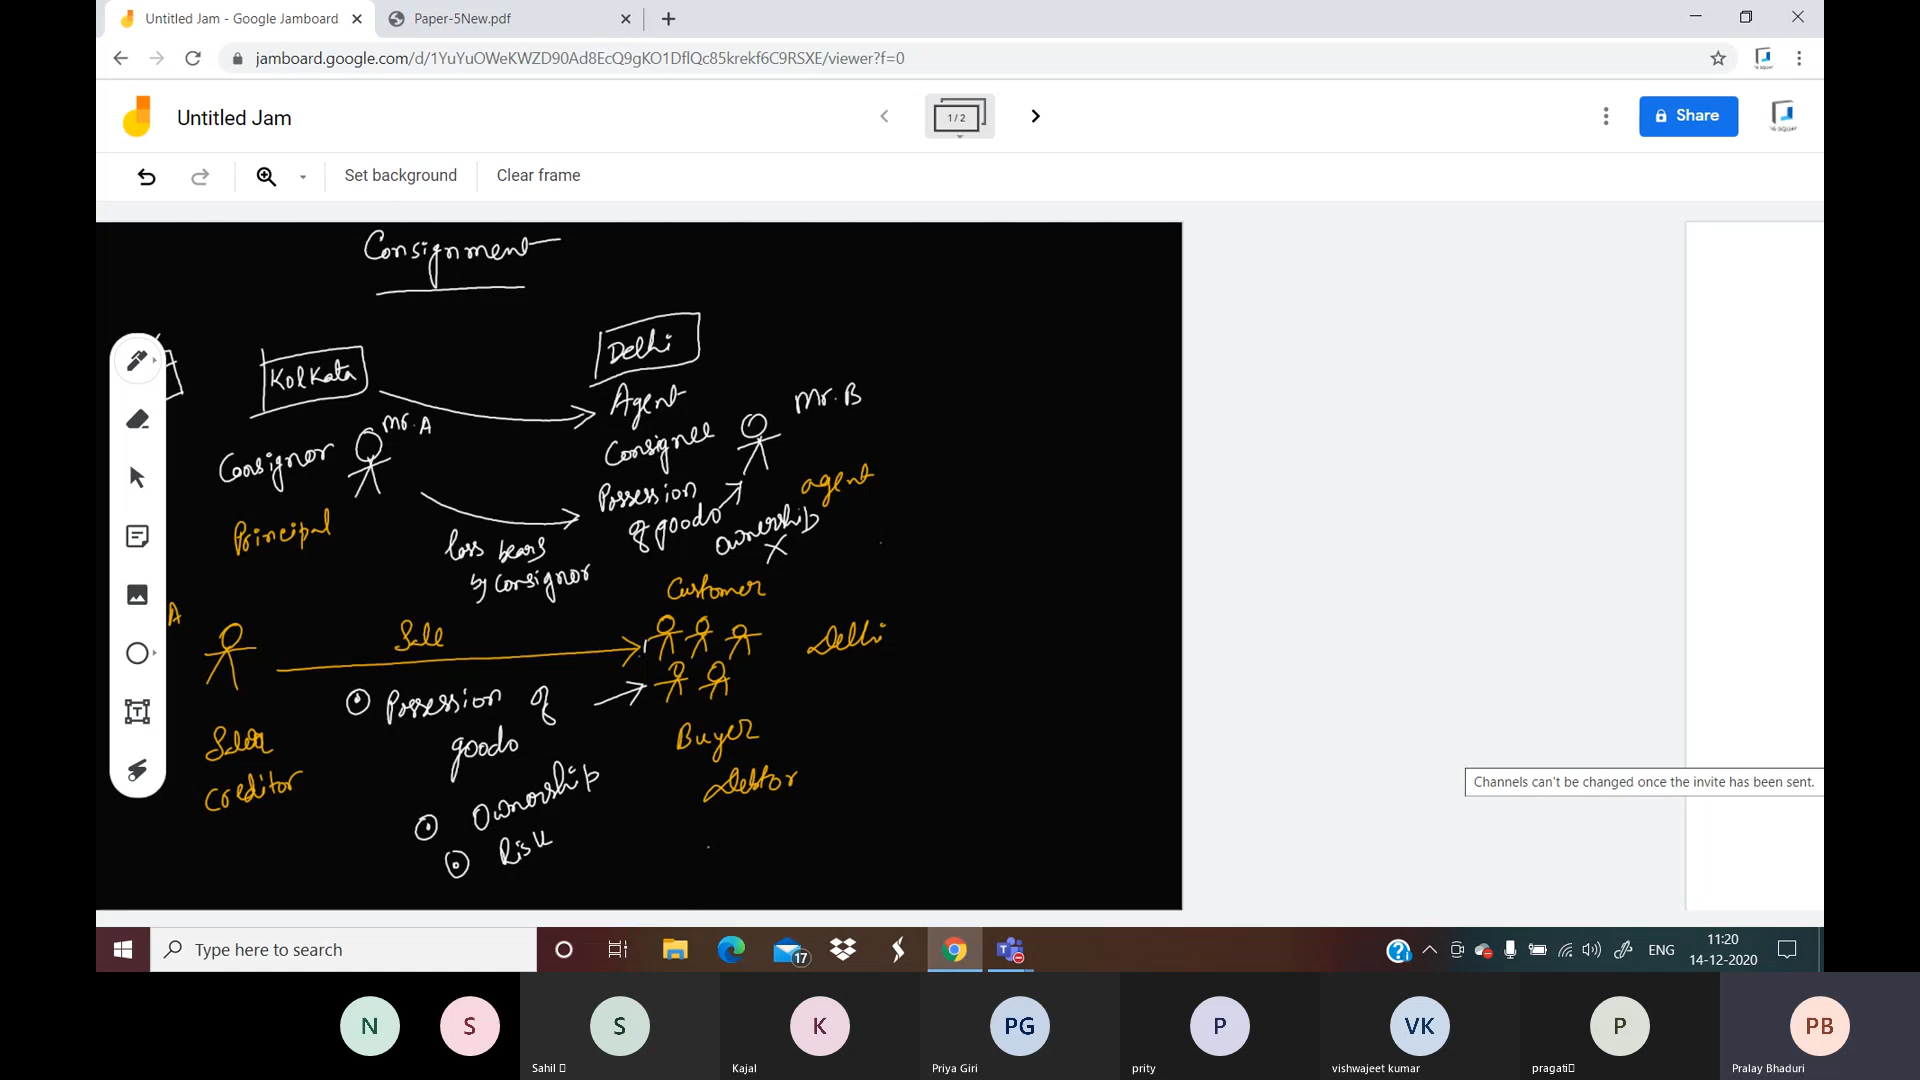 Untitled Jam - Google Jamboard
Paper-5New.pdf
jamboard.google.com/d/1YuYuOWeKWZD90Ad8EcQ9gKO1DflQc85krekf6C9RSXE/viewer?f=0
Untitled Jam
1 / 2
Share
Set background
Clear frame
Consignment
Kolkata
Delhi
Agent
Mr. A
Mr. B
Consignor
Consignee
Principal
Possession
of goods
agent
Ownership
X
loss bears
by consignor
Customer
A
Sale
Delhi
Possession of
goods
Buyer
Creditor
Debtor
Ownership
Risk
Channels can't be changed once the invite has been sent.
Type here to search
17
ENG
11:20
14-12-2020
N
S
S
K
PG
P
VK
P
PB
Sahil
Kajal
Priya Giri
prity
vishwajeet kumar
pragati
Pralay Bhaduri